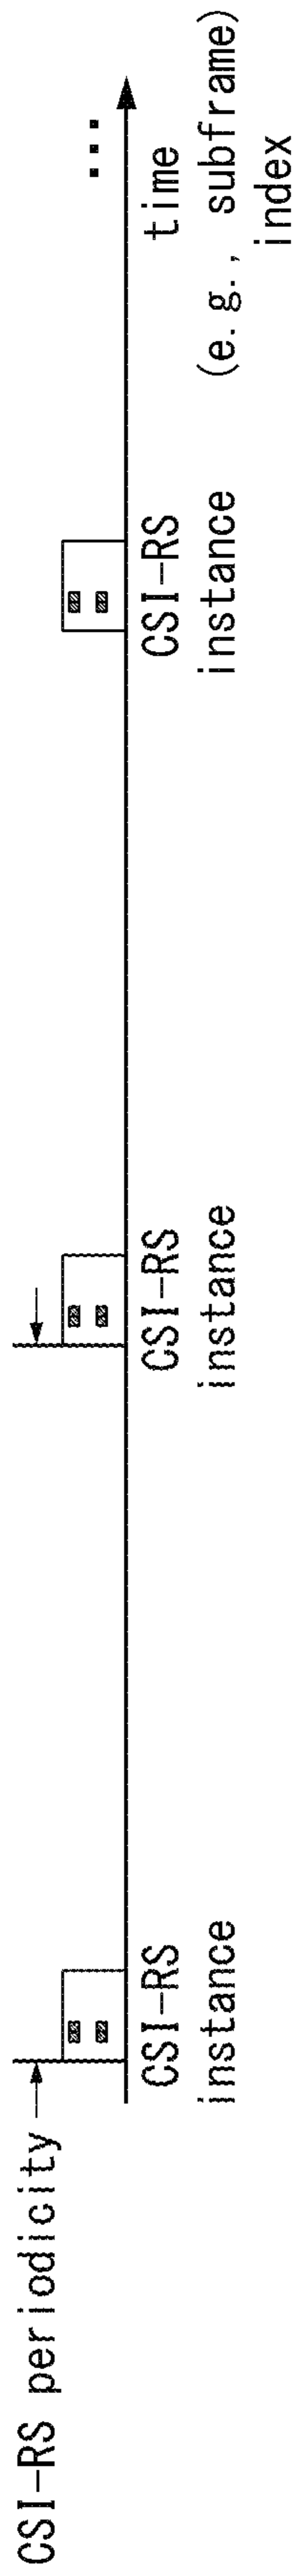 CSI-RS periodicity
CSI-RS
instance
CSI-RS
instance
CSI-RS
instance
time
(e.g., subframe)
index